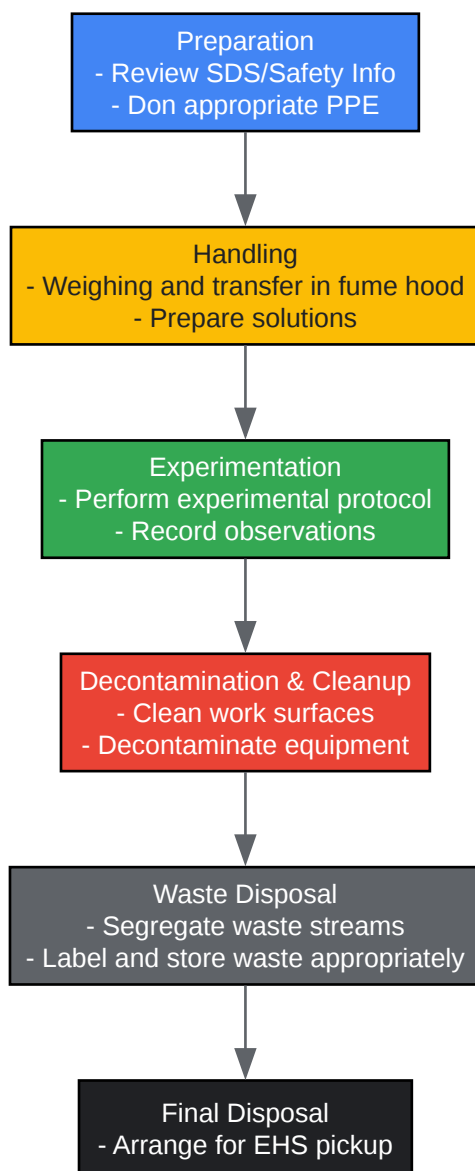 Preparation
- Review SDS/Safety Info
- Don appropriate PPE
Handling
- Weighing and transfer in fume hood
- Prepare solutions
Experimentation
- Perform experimental protocol
- Record observations
Decontamination & Cleanup
- Clean work surfaces
- Decontaminate equipment
Waste Disposal
- Segregate waste streams
- Label and store waste appropriately
Final Disposal
- Arrange for EHS pickup